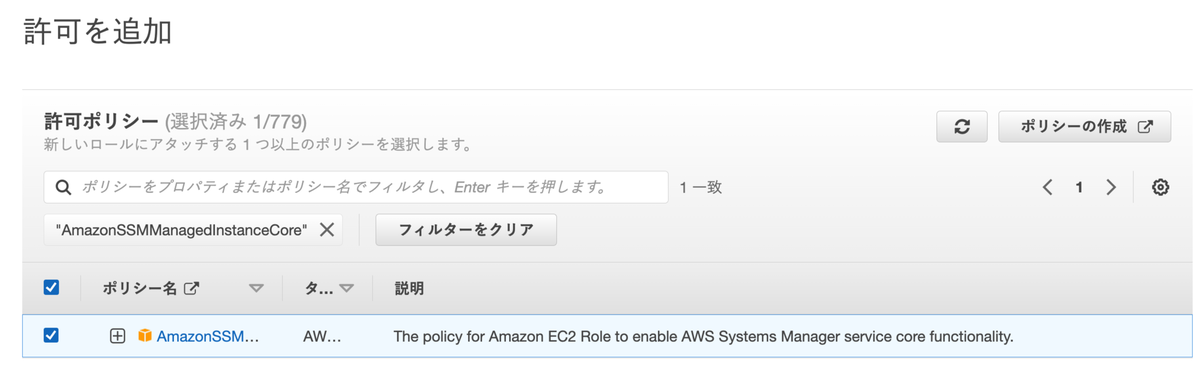 許可を追加
許可ポリシー (選択済み 1/779)
ポリシーの作成
新しいロールにアタッチする 1 つ以上のポリシーを選択します。
ポリシーをプロパティまたはポリシー名でフィルタし、Enter キーを押します。
1 一致
1
"AmazonSSMManagedInstanceCore"
フィルターをクリア
ポリシー名 タ... 説明
AmazonSSM... AW... The policy for Amazon EC2 Role to enable AWS Systems Manager service core functionality.